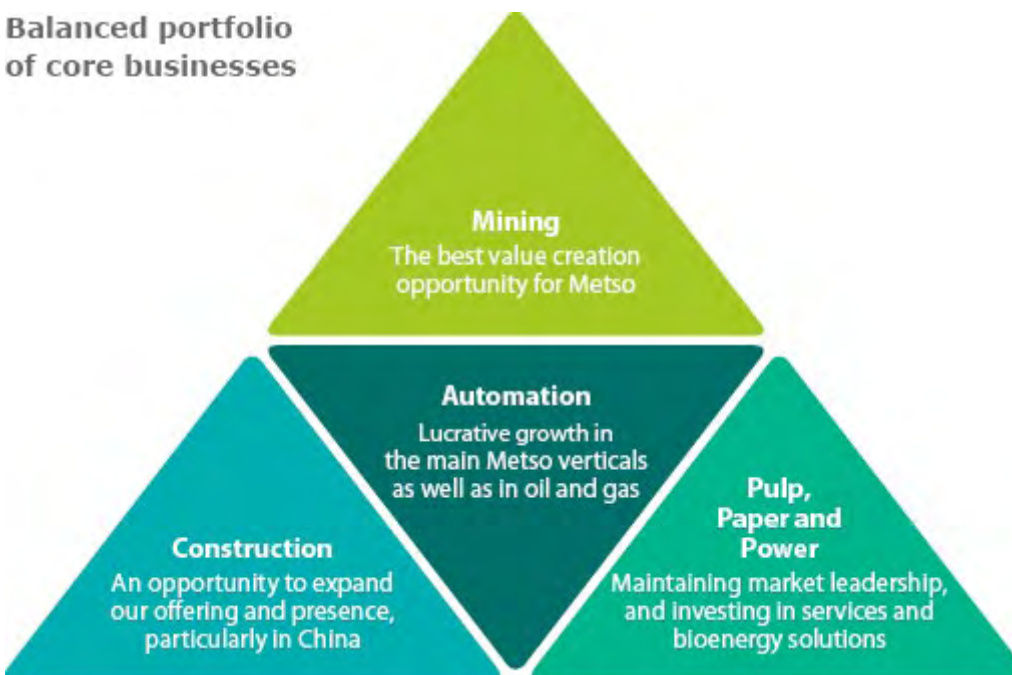 Balanced portfolio
of core businesses
Mining
The best value creation
opportunity for Metso
Automation
Lucrative growth in
the main Metso verticals
as well as in oil and gas
Construction
An opportunity to expand
our offering and presence,
particularly in China
Pulp,
Paper and
Power
Maintaining market leadership,
and investing in services and
bioenergy solutions